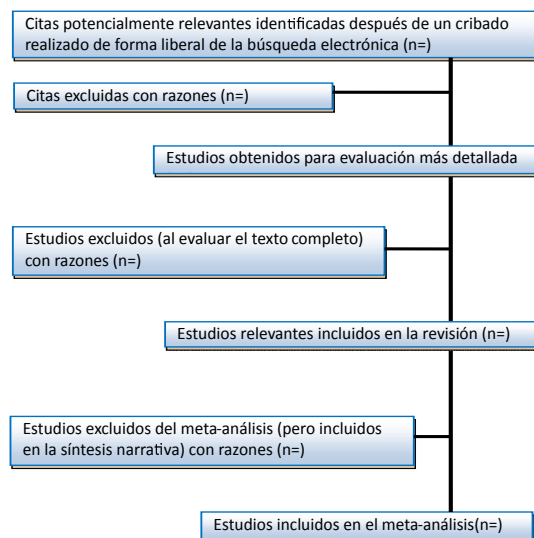 Citas potencialmente relevantes identificadas después de un cribado
realizado de forma liberal de la búsqueda electrónica (n=)
Citas excluidas con razones (n=)
Estudios obtenidos para evaluación más detallada
Estudios excluidos (al evaluar el texto completo)
con razones (n=)
Estudios relevantes incluidos en la revisión (n=)
Estudios excluidos del meta-análisis (pero incluidos
en la síntesis narrativa) con razones (n=)
Estudios incluidos en el meta-análisis(n=)